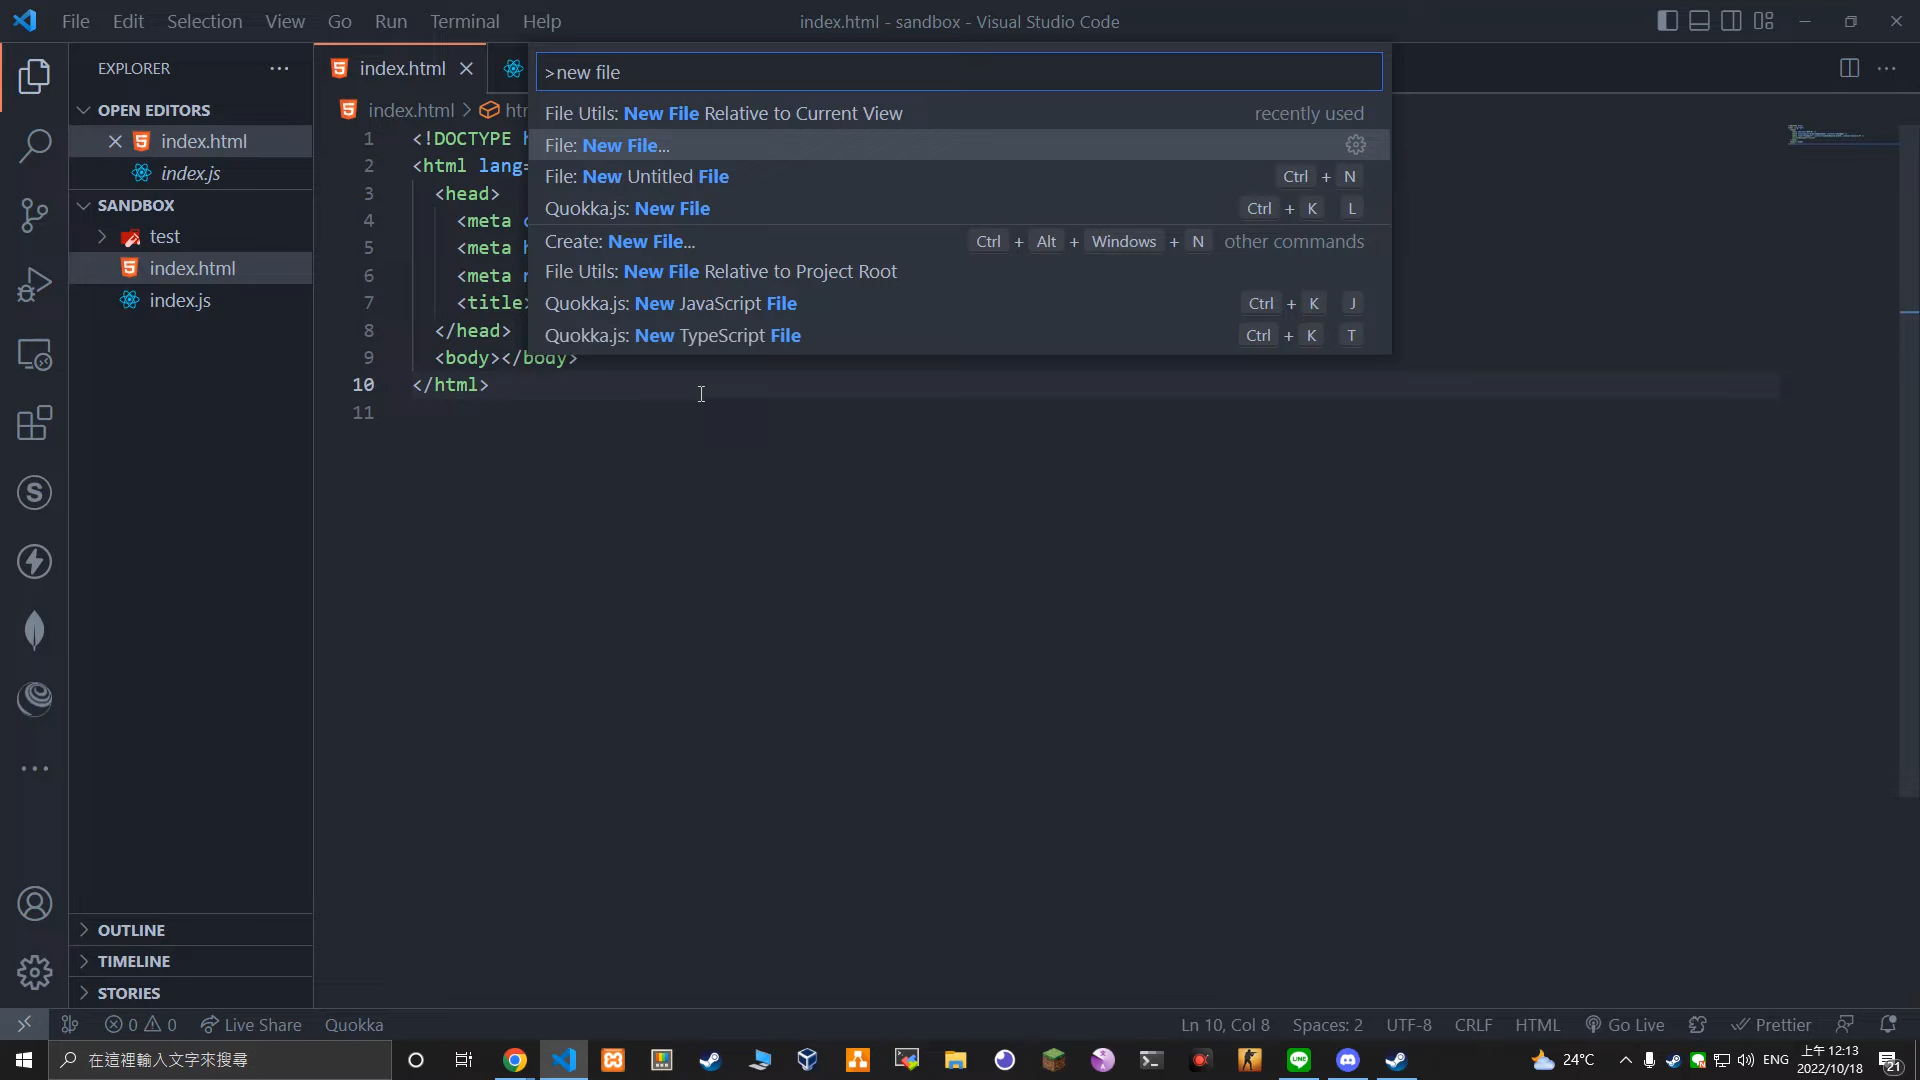 File Edit Selection View Go Run Terminal Help
index.html - sandbox - Visual Studio Code
EXPLORER
OPEN EDITORS
index.html
index.js
SANDBOX
test
index.html
index.js
OUTLINE
TIMELINE
STORIES
index.html
index.html >
>new file
File Utils: New File Relative to Current View recently used
File: New File...
File: New Untitled File Ctrl + N
Quokka.js: New File Ctrl + K L
Create: New File... Ctrl + Alt + Windows + N other commands
File Utils: New File Relative to Project Root
Quokka.js: New JavaScript File Ctrl + K J
Quokka.js: New TypeScript File Ctrl + K T
1 <!DOCTYPE
2 <html lang=
3 <head>
4 <meta
5 <meta
6 <meta
7 <title>
8 </head>
9 <body></body>
10 </html>
11
0 0 Live Share Quokka
Ln 10, Col 8 Spaces: 2 UTF-8 CRLF HTML Go Live Prettier
在這裡輸入文字來搜尋
24°C ENG
上午 12:13
2022/10/18
21